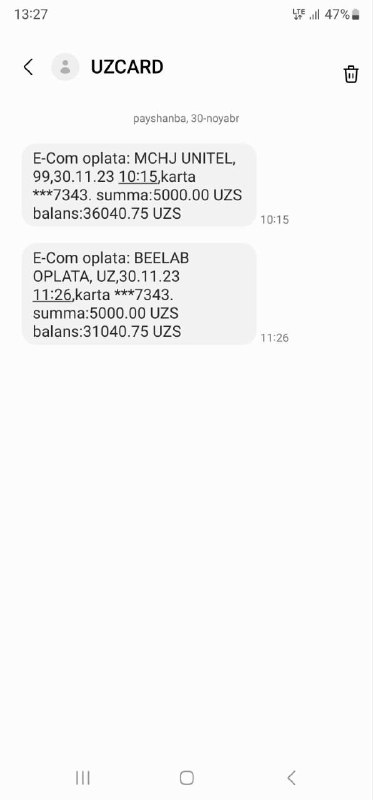 13:27
LTE 47%
UZCARD
payshanba, 30-noyabr
E-Com oplata: MCHJ UNITEL,
99,30.11.23 10:15,karta
***7343. summa:5000.00 UZS
balans:36040.75 UZS
10:15
E-Com oplata: BEELAB
OPLATA, UZ,30.11.23
11:26,karta ***7343.
summa:5000.00 UZS
balans:31040.75 UZS
11:26